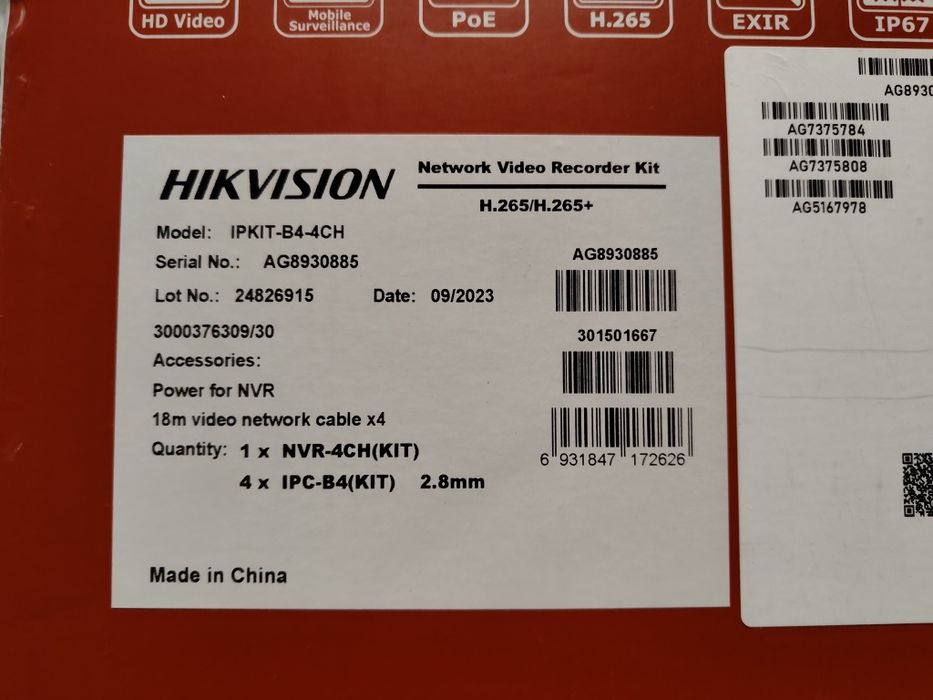 HD Video
Mobile
Surveillance
PoE
H.265
EXIR
IP67
HIKVISION
Network Video Recorder Kit
H.265/H.265+
Model: IPKIT-B4-4CH
Serial No.: AG8930885
Lot No.: 24826915 Date: 09/2023
3000376309/30
Accessories:
Power for NVR
18m video network cable x4
Quantity: 1 x NVR-4CH(KIT)
4 x IPC-B4(KIT) 2.8mm
Made in China
AG8930885
301501667
6 931847 172626
AG8930
AG7375784
AG7375808
AG5167978